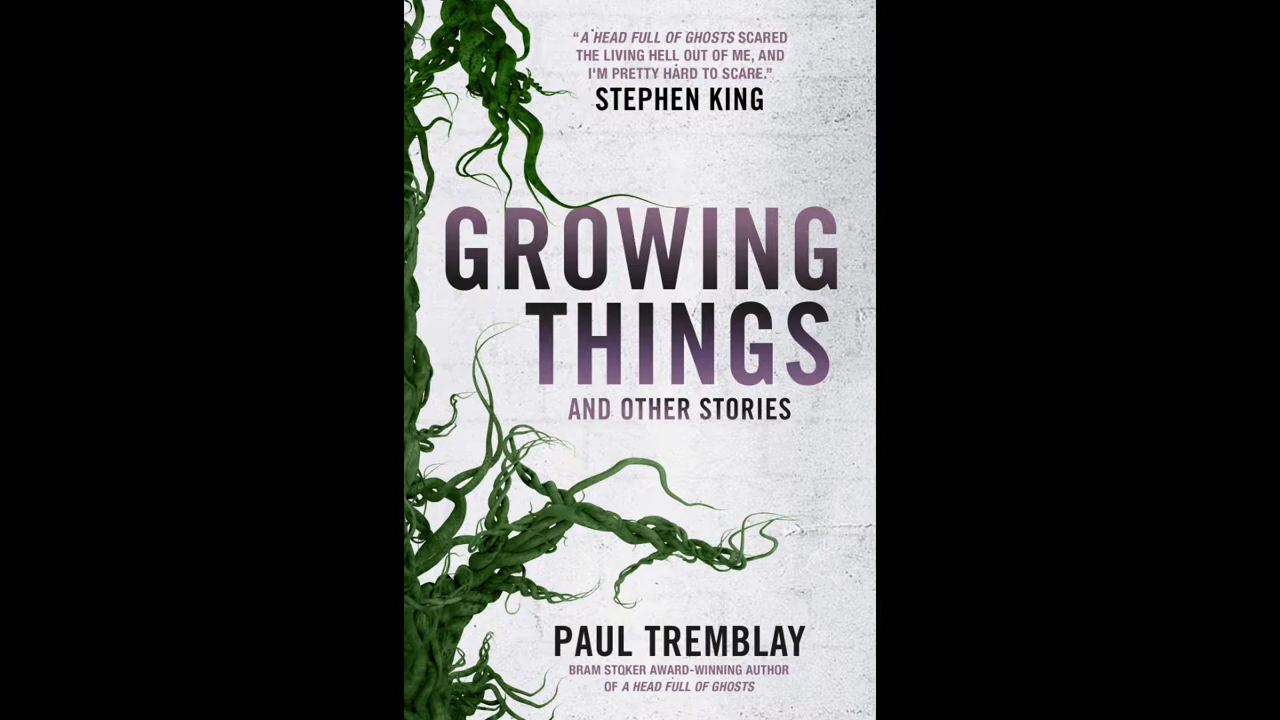 “A HEAD FULL OF GHOSTS SCARED
THE LIVING HELL OUT OF ME, AND
I'M PRETTY HARD TO SCARE.”
STEPHEN KING
GROWING
THINGS
AND OTHER STORIES
PAUL TREMBLAY
BRAM STOKER AWARD-WINNING AUTHOR
OF A HEAD FULL OF GHOSTS